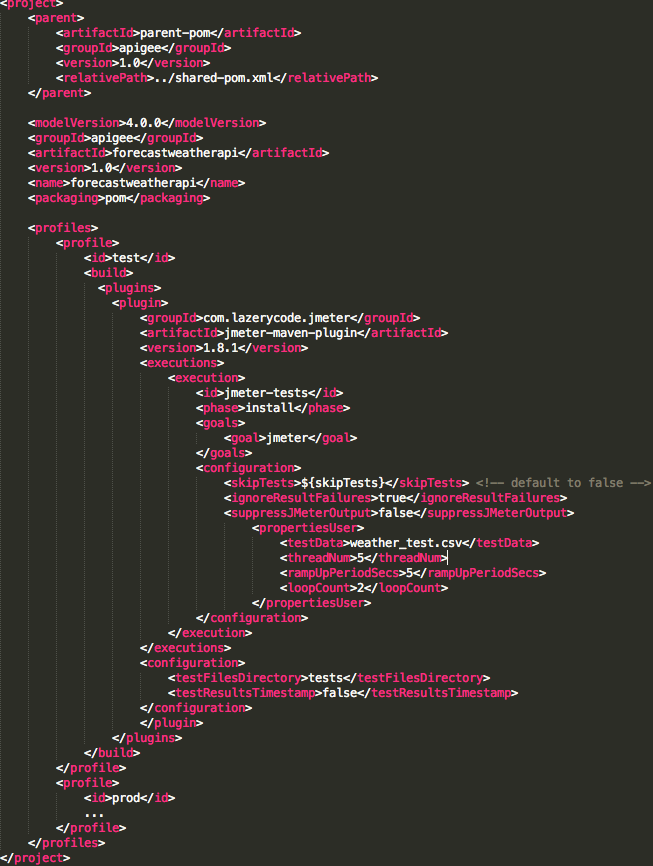 <project>
<parent>
<artifactId>parent-pom</artifactId>
<groupId>apigee</groupId>
<version>1.0</version>
<relativePath>../shared-pom.xml</relativePath>
</parent>
<modelVersion>4.0.0</modelVersion>
<groupId>apigee</groupId>
<artifactId>forecastweatherapi</artifactId>
<version>1.0</version>
<name>forecastweatherapi</name>
<packaging>pom</packaging>
<profiles>
<profile>
<id>test</id>
<build>
<plugins>
<plugin>
<groupId>com.lazerycode.jmeter</groupId>
<artifactId>jmeter-maven-plugin</artifactId>
<version>1.8.1</version>
<executions>
<execution>
<id>jmeter-tests</id>
<phase>install</phase>
<goals>
<goal>jmeter</goal>
</goals>
<configuration>
<skipTests>${skipTests}</skipTests> <!-- default to false -->
<ignoreResultFailures>true</ignoreResultFailures>
<suppressJMeterOutput>false</suppressJMeterOutput>
<propertiesUser>
<testData>weather_test.csv</testData>
<threadNum>5</threadNum>
<rampUpPeriodSecs>5</rampUpPeriodSecs>
<loopCount>2</loopCount>
</propertiesUser>
</configuration>
</execution>
</executions>
<configuration>
<testFilesDirectory>tests</testFilesDirectory>
<testResultsTimestamp>false</testResultsTimestamp>
</configuration>
</plugin>
</plugins>
</build>
</profile>
<profile>
<id>prod</id>
...
</profile>
</profiles>
</project>